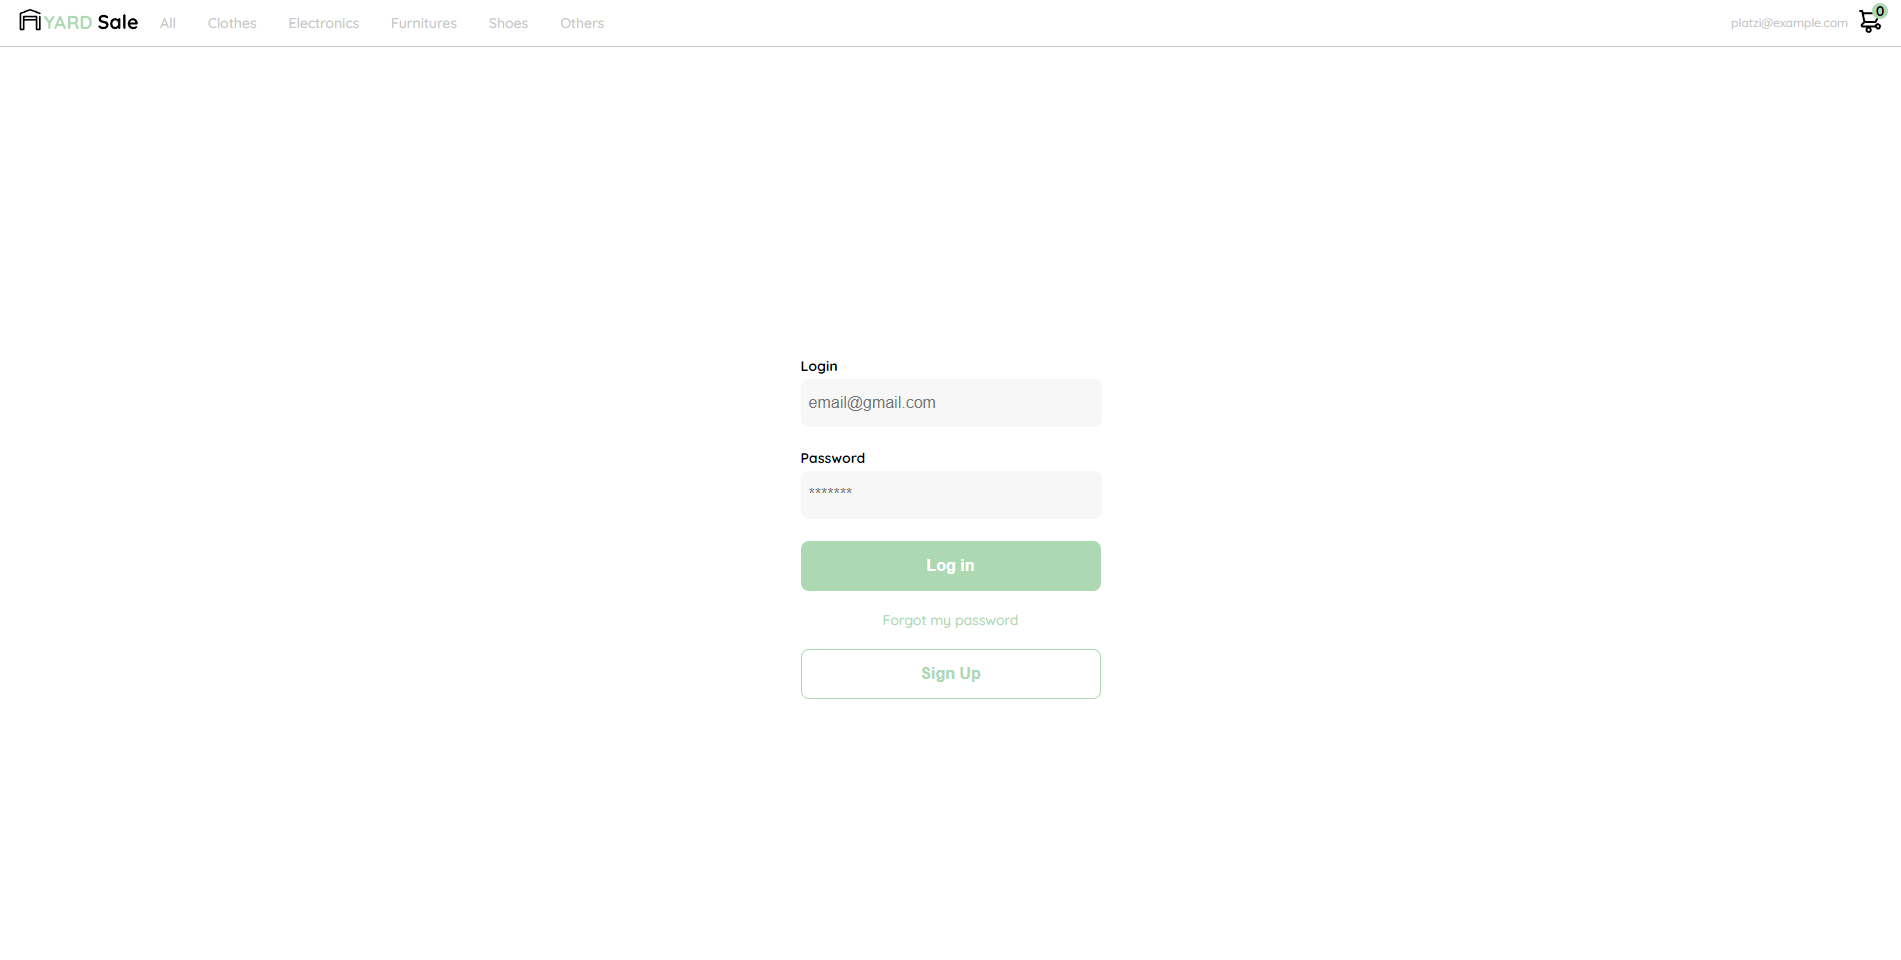 YARD Sale All Clothes Electronics Furnitures Shoes Others platzi@example.com 0
Login
email@gmail.com
Password
*******
Log in
Forgot my password
Sign Up